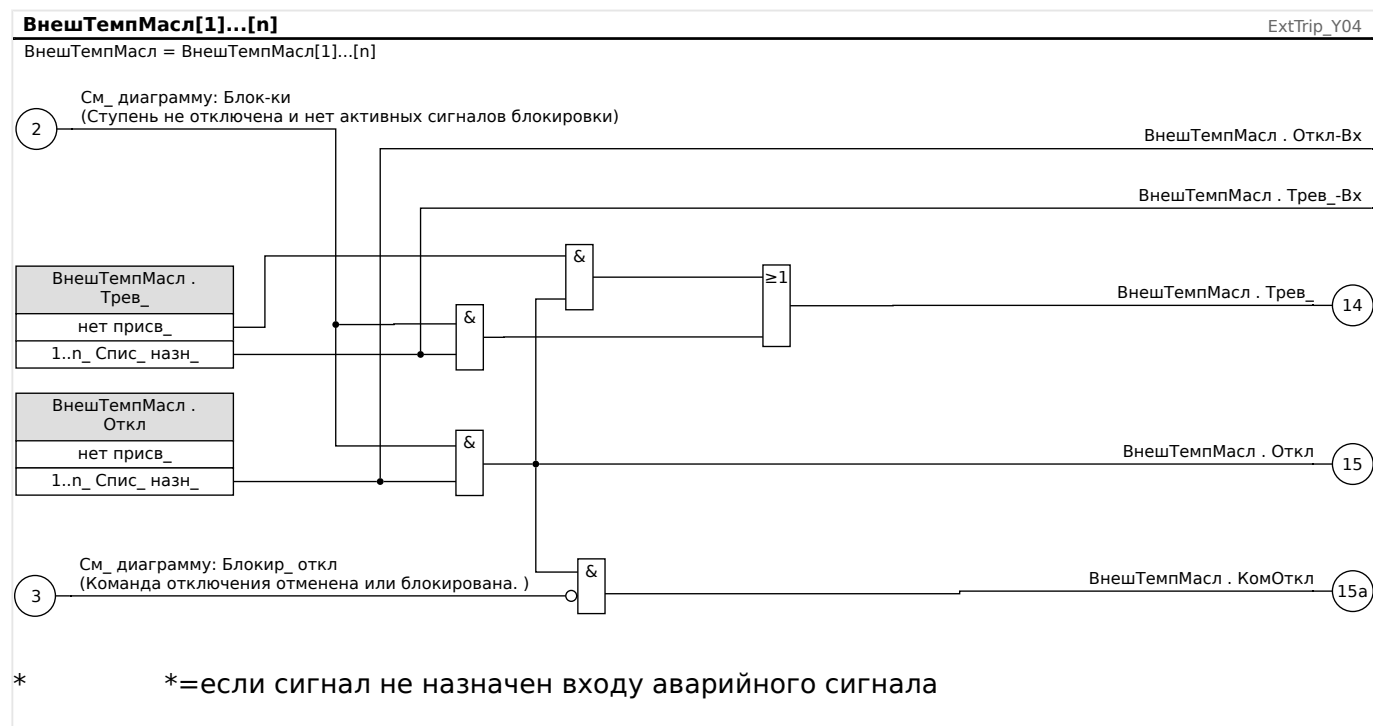 ВнешТемпМасл[1]...[n]
ExtTrip_Y04
ВнешТемпМасл = ВнешТемпМасл[1]...[n]
См_ диаграмму: Блок-ки
(Ступень не отключена и нет активных сигналов блокировки)
2
ВнешТемпМасл . Откл-Вх
ВнешТемпМасл . Трев_-Вх
&
≥1
ВнешТемпМасл .
Трев_
нет присв_
1..n_ Спис_ назн_
&
ВнешТемпМасл . Трев_
14
ВнешТемпМасл .
Откл
нет присв_
1..n_ Спис_ назн_
&
ВнешТемпМасл . Откл
15
См_ диаграмму: Блокир_ откл
(Команда отключения отменена или блокирована. )
3
&
ВнешТемпМасл . КомОткл
15a
* *=если сигнал не назначен входу аварийного сигнала